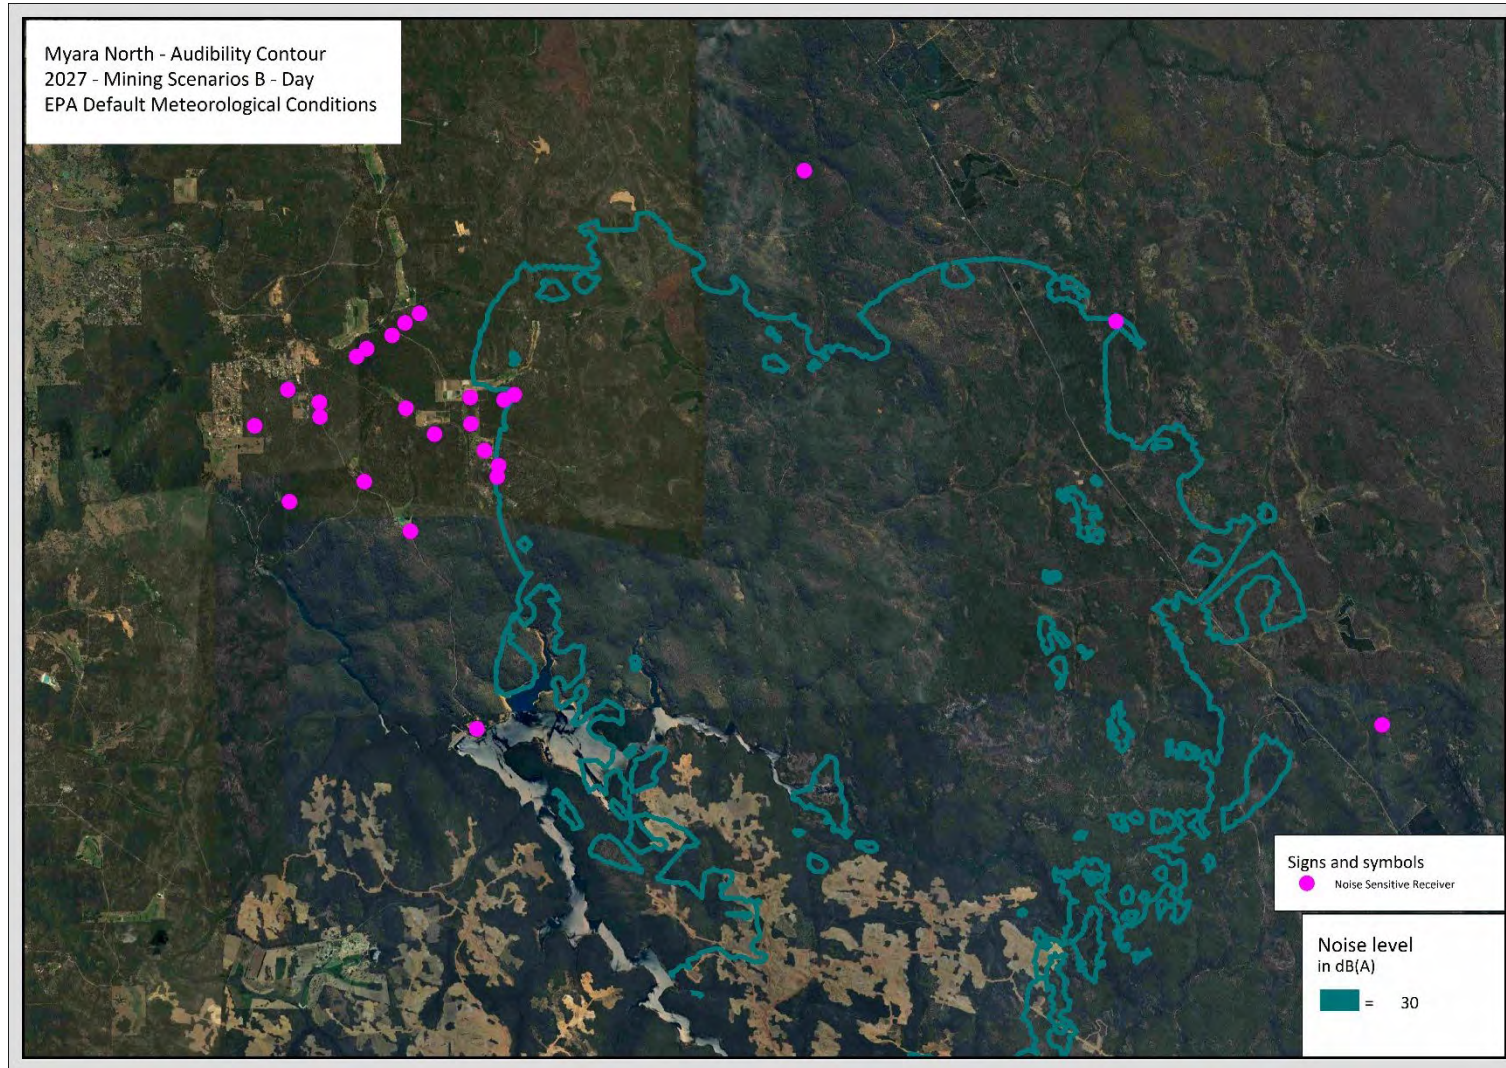 Myara North - Audibility Contour
2027 - Mining Scenarios B - Day
EPA Default Meteorological Conditions
Signs and symbols
Noise Sensitive Receiver
Noise level
in dB(A)
= 30